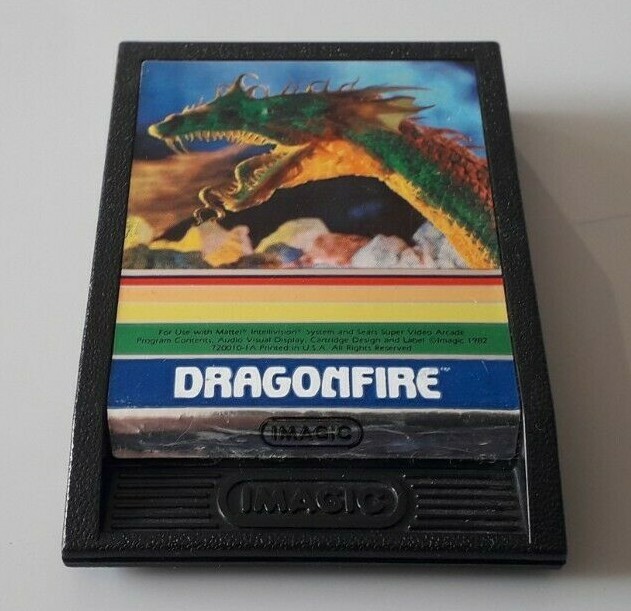 For Use with Mattel® Intellivision® System and Sears Super Video Arcade
Program Contents, Audio Visual Display, Cartridge Design and Label ©Imagic 1982
720010-1A Printed in U.S.A. All Rights Reserved
DRAGONFIRE™
IMAGIC
IMAGIC